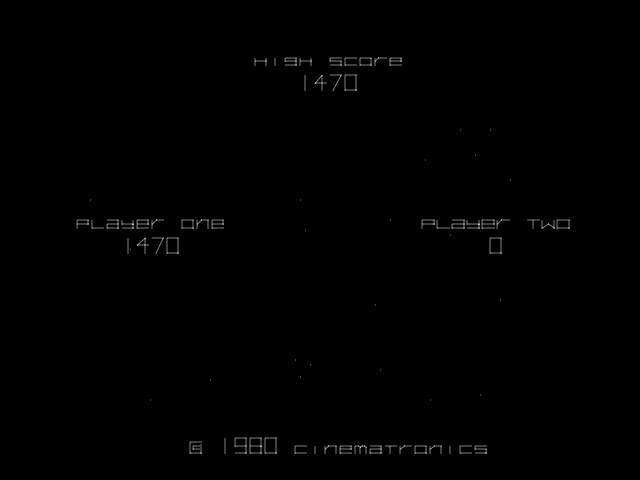 High Score
1470
Player One
1470
Player Two
0
© 1980 Cinematronics